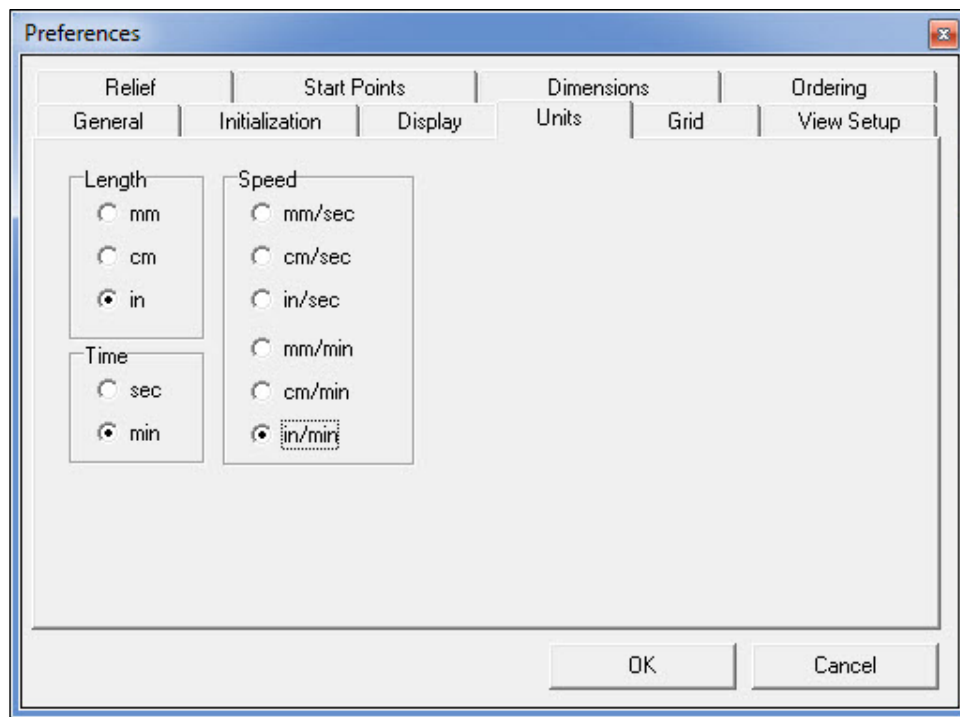 Preferences
Relief Start Points Dimensions Ordering
General Initialization Display Units Grid View Setup
Length
mm
cm
in
Time
sec
min
Speed
mm/sec
cm/sec
in/sec
mm/min
cm/min
in/min
OK Cancel